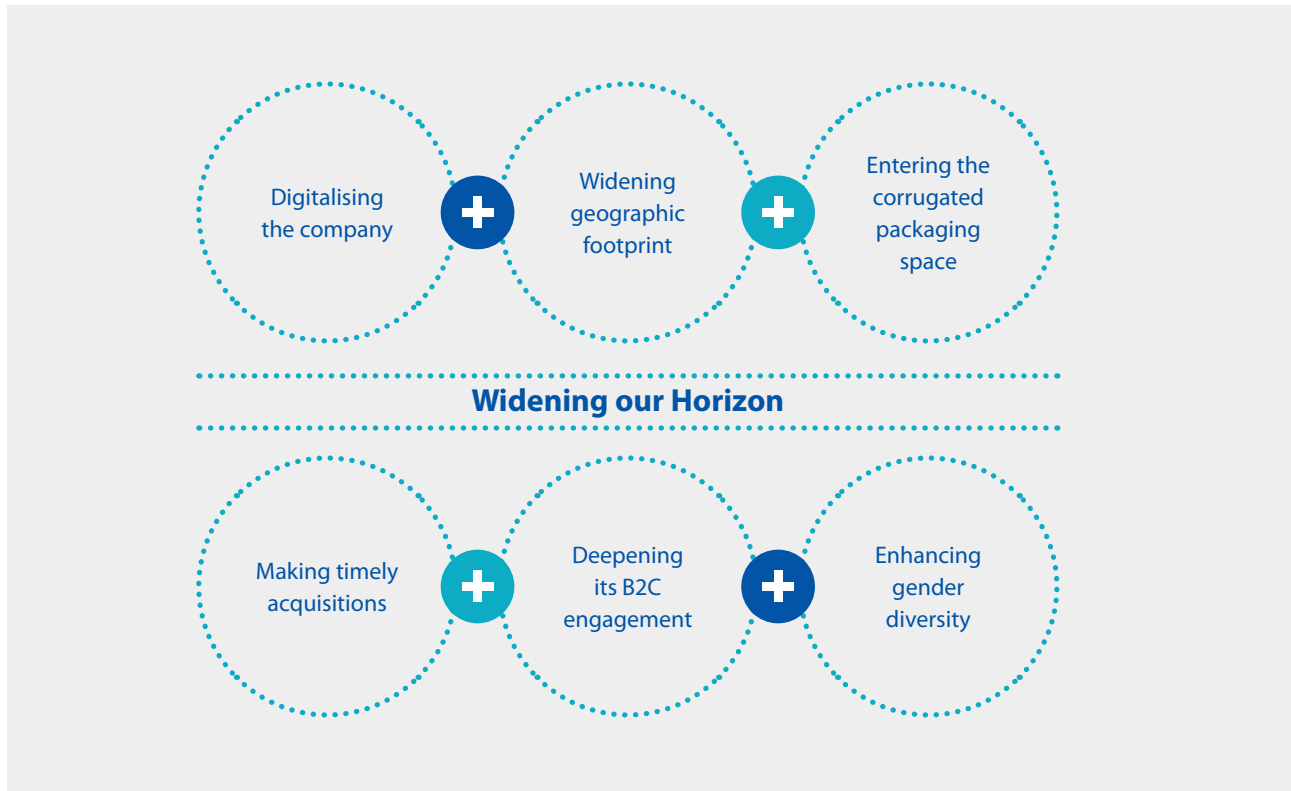 Digitalising
the company
Widening
geographic
footprint
Entering the
corrugated
packaging
space
Widening our Horizon
Making timely
acquisitions
Deepening
its B2C
engagement
Enhancing
gender
diversity